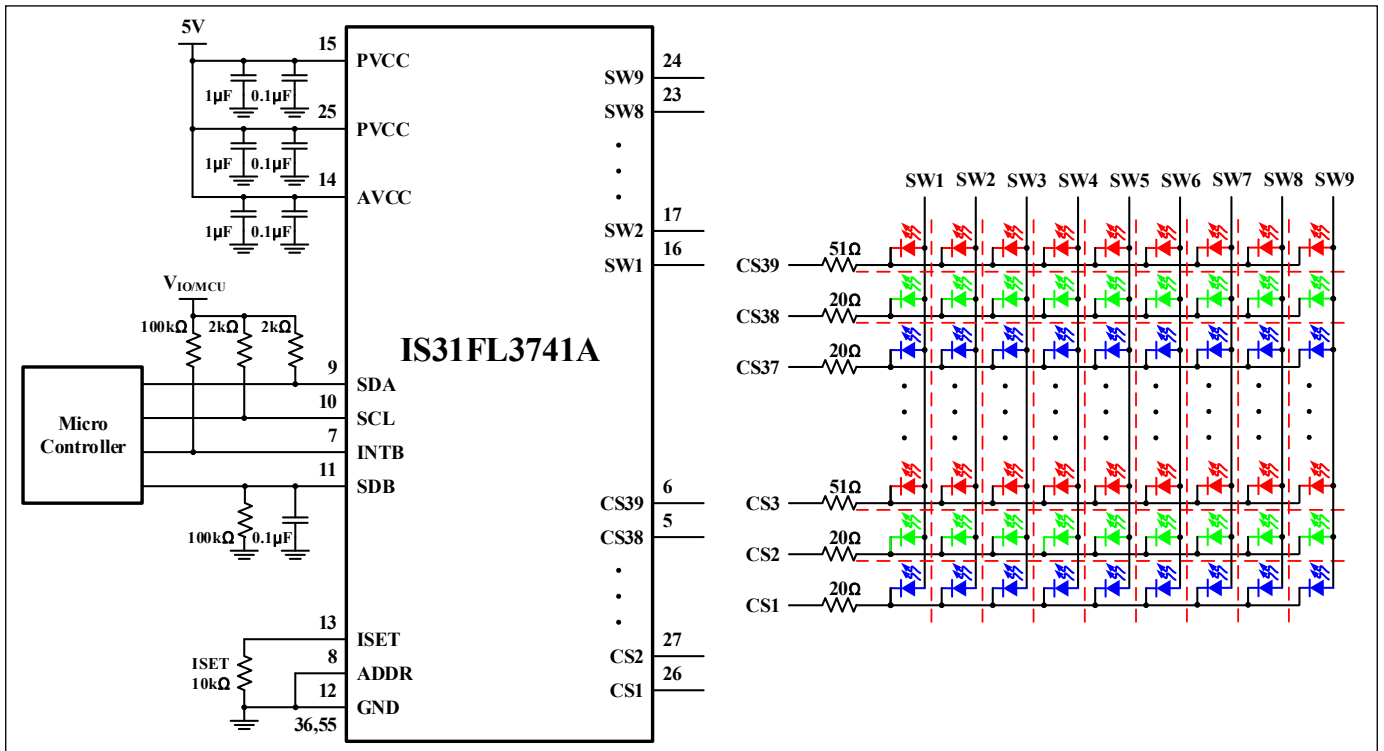 5V
15
PVCC
1µF
0.1µF
25
PVCC
1µF
0.1µF
14
AVCC
1µF
0.1µF
VIO/MCU
100kΩ
2kΩ
2kΩ
9
SDA
10
SCL
7
INTB
11
SDB
Micro
Controller
100kΩ
0.1µF
13
ISET
ISET
10kΩ
8
ADDR
12
GND
36,55
IS31FL3741A
24
SW9
23
SW8
17
SW2
16
SW1
6
CS39
5
CS38
27
CS2
26
CS1
SW1 SW2 SW3 SW4 SW5 SW6 SW7 SW8 SW9
51Ω
CS39
20Ω
CS38
20Ω
CS37
51Ω
CS3
20Ω
CS2
20Ω
CS1